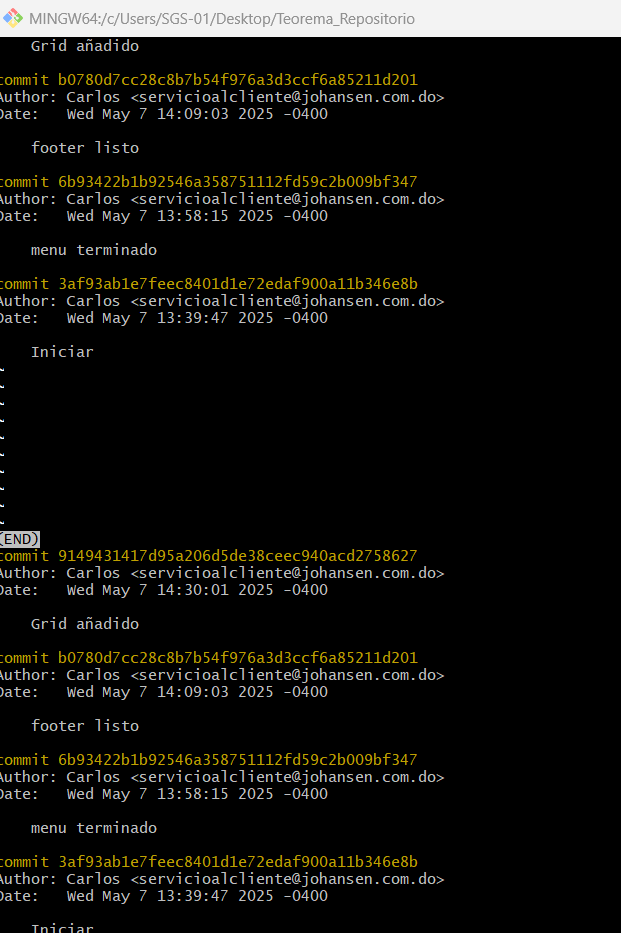 MINGW64:/c/Users/SGS-01/Desktop/Teorema_Repositorio
Grid añadido
commit b0780d7cc28c8b7b54f976a3d3ccf6a85211d201
Author: Carlos <servicioalcliente@johansen.com.do>
Date: Wed May 7 14:09:03 2025 -0400
footer listo
commit 6b93422b1b92546a358751112fd59c2b009bf347
Author: Carlos <servicioalcliente@johansen.com.do>
Date: Wed May 7 13:58:15 2025 -0400
menu terminado
commit 3af93ab1e7feec8401d1e72edaf900a11b346e8b
Author: Carlos <servicioalcliente@johansen.com.do>
Date: Wed May 7 13:39:47 2025 -0400
Iniciar
~
~
~
~
~
~
~
~
~
~
(END)
commit 9149431417d95a206d5de38ceec940acd2758627
Author: Carlos <servicioalcliente@johansen.com.do>
Date: Wed May 7 14:30:01 2025 -0400
Grid añadido
commit b0780d7cc28c8b7b54f976a3d3ccf6a85211d201
Author: Carlos <servicioalcliente@johansen.com.do>
Date: Wed May 7 14:09:03 2025 -0400
footer listo
commit 6b93422b1b92546a358751112fd59c2b009bf347
Author: Carlos <servicioalcliente@johansen.com.do>
Date: Wed May 7 13:58:15 2025 -0400
menu terminado
commit 3af93ab1e7feec8401d1e72edaf900a11b346e8b
Author: Carlos <servicioalcliente@johansen.com.do>
Date: Wed May 7 13:39:47 2025 -0400
Iniciar